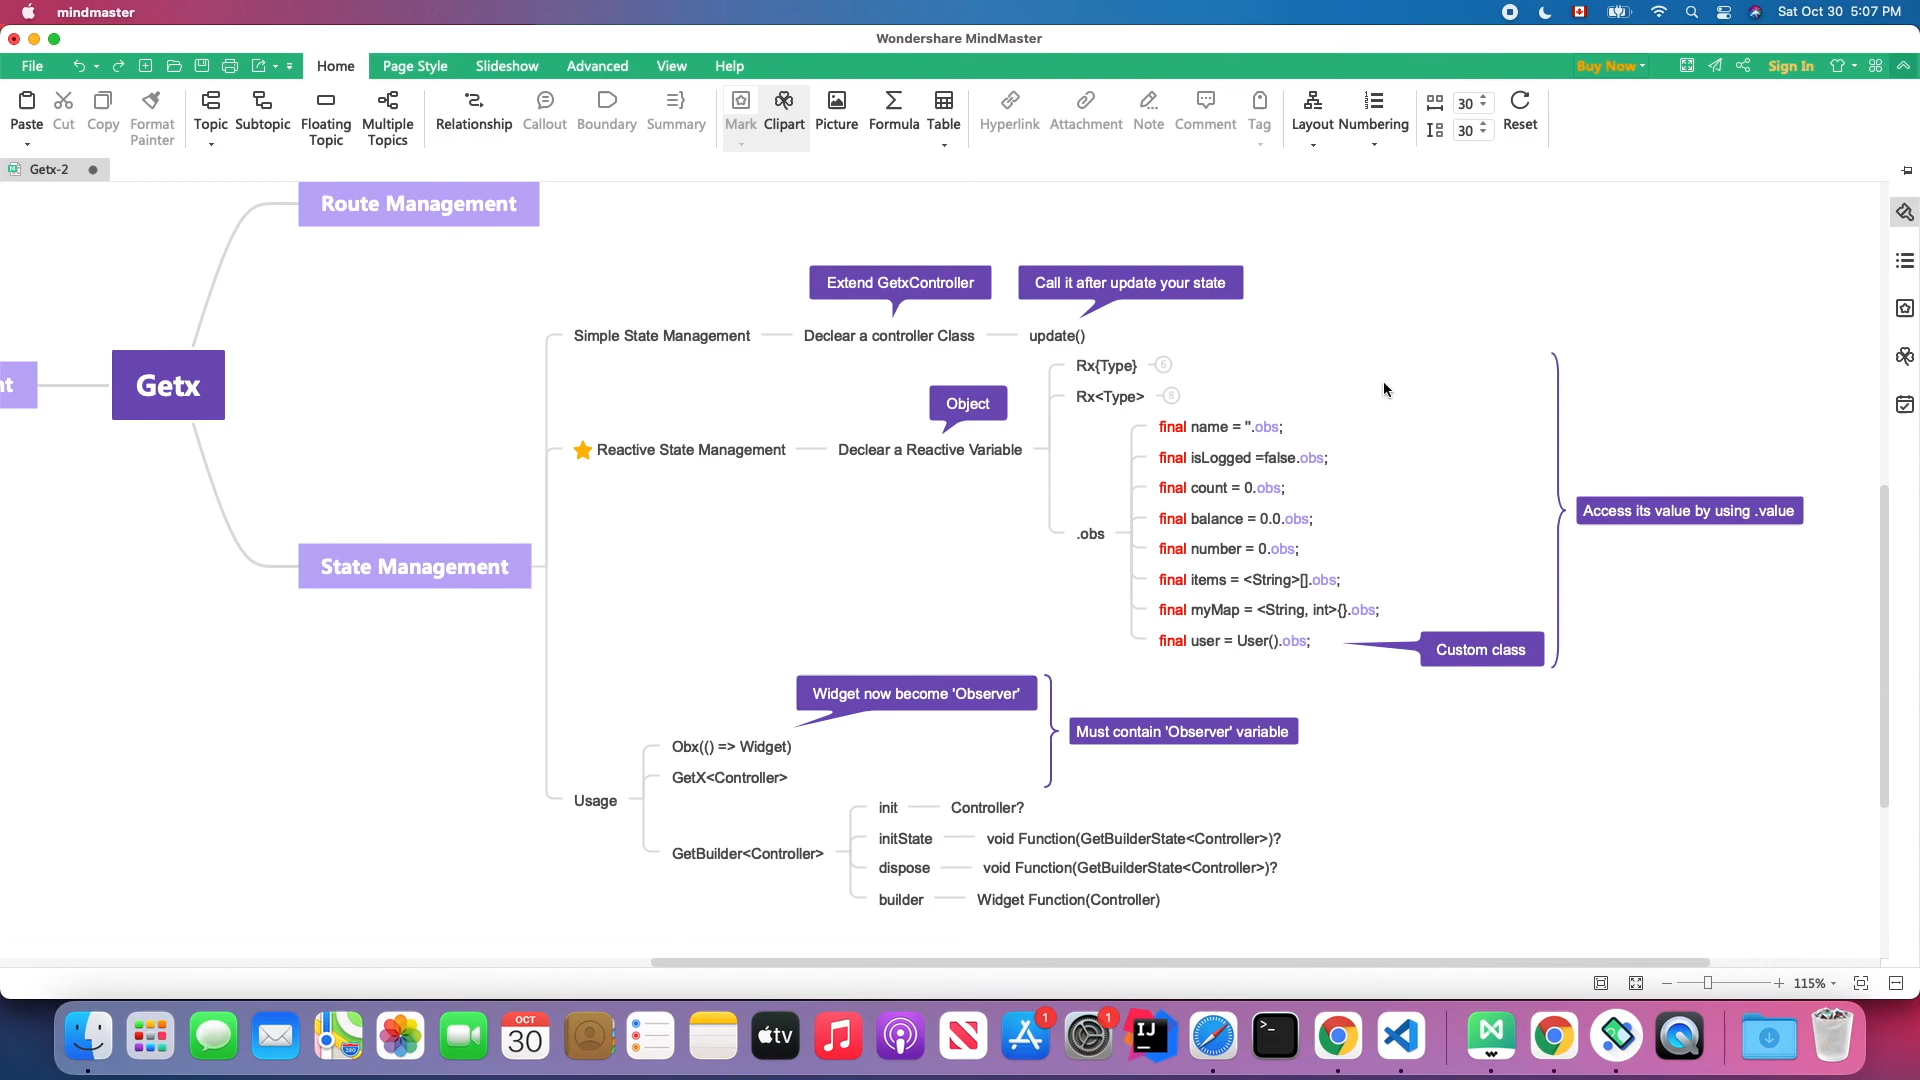 mindmaster
Sat Oct 30 5:07 PM
Wondershare MindMaster
File
Home
Page Style
Slideshow
Advanced
View
Help
Buy Now
Sign In
Paste
Cut
Copy
Format Painter
Topic
Subtopic
Floating Topic
Multiple Topics
Relationship
Callout
Boundary
Summary
Mark
Clipart
Picture
Formula
Table
Hyperlink
Attachment
Note
Comment
Tag
Layout
Numbering
30
30
Reset
Getx-2
Route Management
Extend GetxController
Call it after update your state
Simple State Management
Declear a controller Class
update()
Rx{Type}
6
nt
Getx
Rx<Type>
8
Object
final name = ''.obs;
Reactive State Management
Declear a Reactive Variable
final isLogged =false.obs;
final count = 0.obs;
Access its value by using .value
final balance = 0.0.obs;
.obs
final number = 0.obs;
State Management
final items = <String>[].obs;
final myMap = <String, int>{}.obs;
final user = User().obs;
Custom class
Widget now become 'Observer'
Must contain 'Observer' variable
Obx(() => Widget)
GetX<Controller>
Usage
init
Controller?
initState
void Function(GetBuilderState<Controller>)?
GetBuilder<Controller>
dispose
void Function(GetBuilderState<Controller>)?
builder
Widget Function(Controller)
115%
OCT
30
tv
1
1
IJ